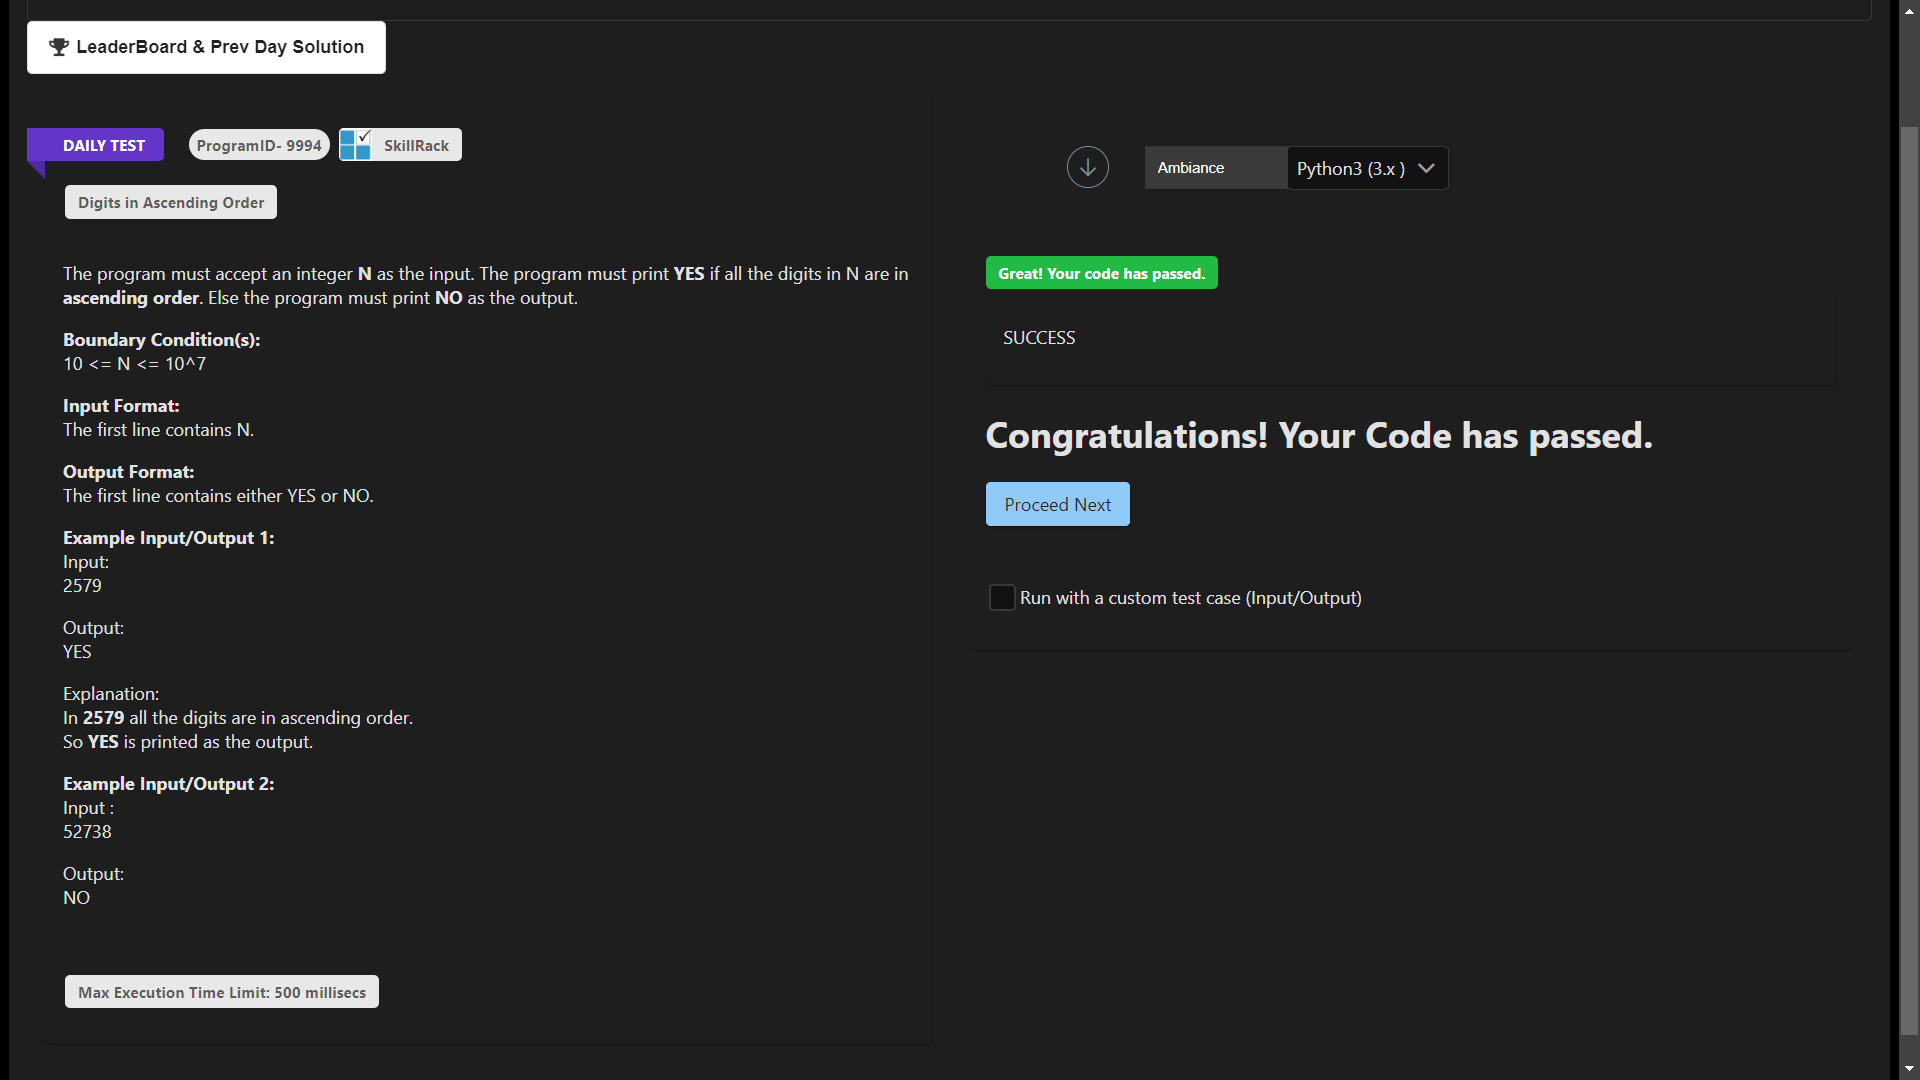 LeaderBoard & Prev Day Solution
DAILY TEST
ProgramID- 9994
SkillRack
Digits in Ascending Order
The program must accept an integer N as the input. The program must print YES if all the digits in N are in
ascending order. Else the program must print NO as the output.
Boundary Condition(s):
10 <= N <= 10^7
Input Format:
The first line contains N.
Output Format:
The first line contains either YES or NO.
Example Input/Output 1:
Input:
2579
Output:
YES
Explanation:
In 2579 all the digits are in ascending order.
So YES is printed as the output.
Example Input/Output 2:
Input :
52738
Output:
NO
Max Execution Time Limit: 500 millisecs
Ambiance
Python3 (3.x )
Great! Your code has passed.
SUCCESS
Congratulations! Your Code has passed.
Proceed Next
Run with a custom test case (Input/Output)